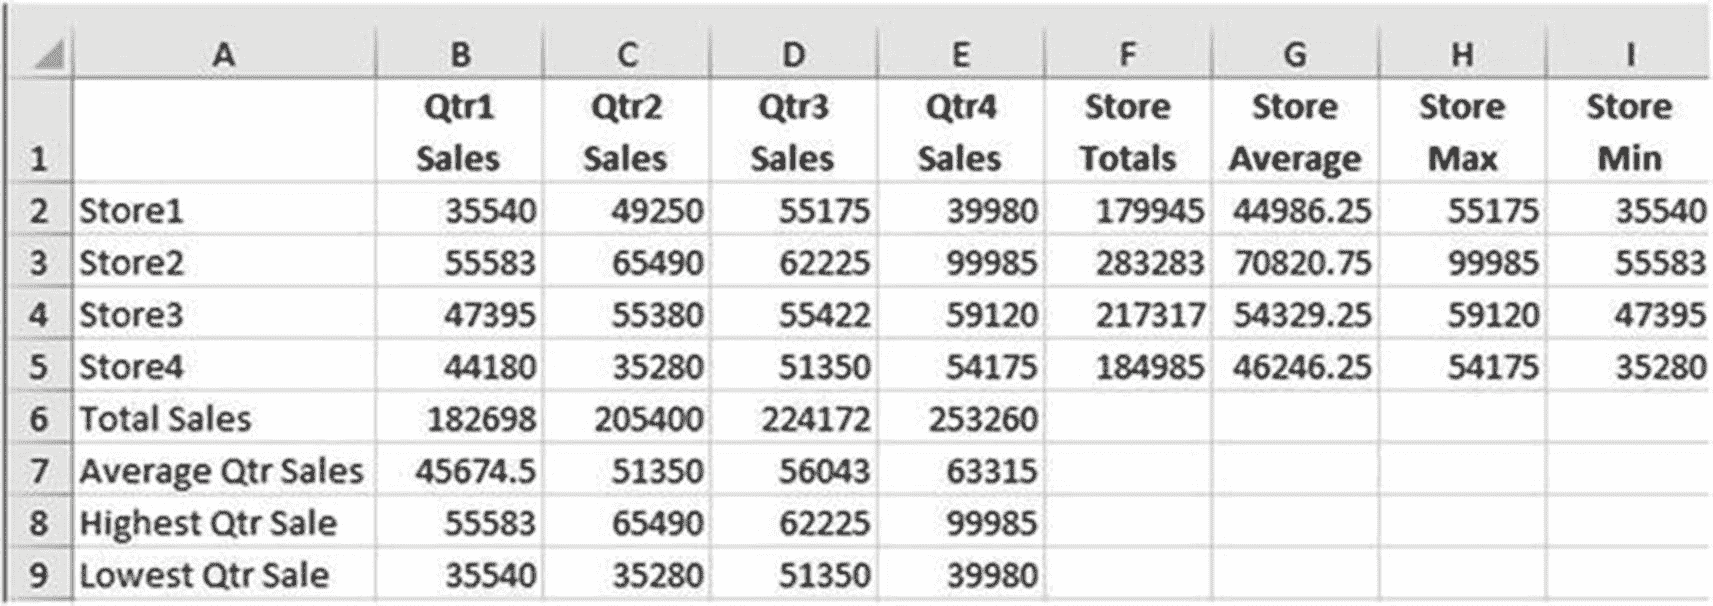 A B C D E F G H I
Qtr1 Qtr2 Qtr3 Qtr4 Store Store Store Store
1 Sales Sales Sales Sales Totals Average Max Min
2 Store1 35540 49250 55175 39980 179945 44986.25 55175 35540
3 Store2 55583 65490 62225 99985 283283 70820.75 99985 55583
4 Store3 47395 55380 55422 59120 217317 54329.25 59120 47395
5 Store4 44180 35280 51350 54175 184985 46246.25 54175 35280
6 Total Sales 182698 205400 224172 253260
7 Average Qtr Sales 45674.5 51350 56043 63315
8 Highest Qtr Sale 55583 65490 62225 99985
9 Lowest Qtr Sale 35540 35280 51350 39980